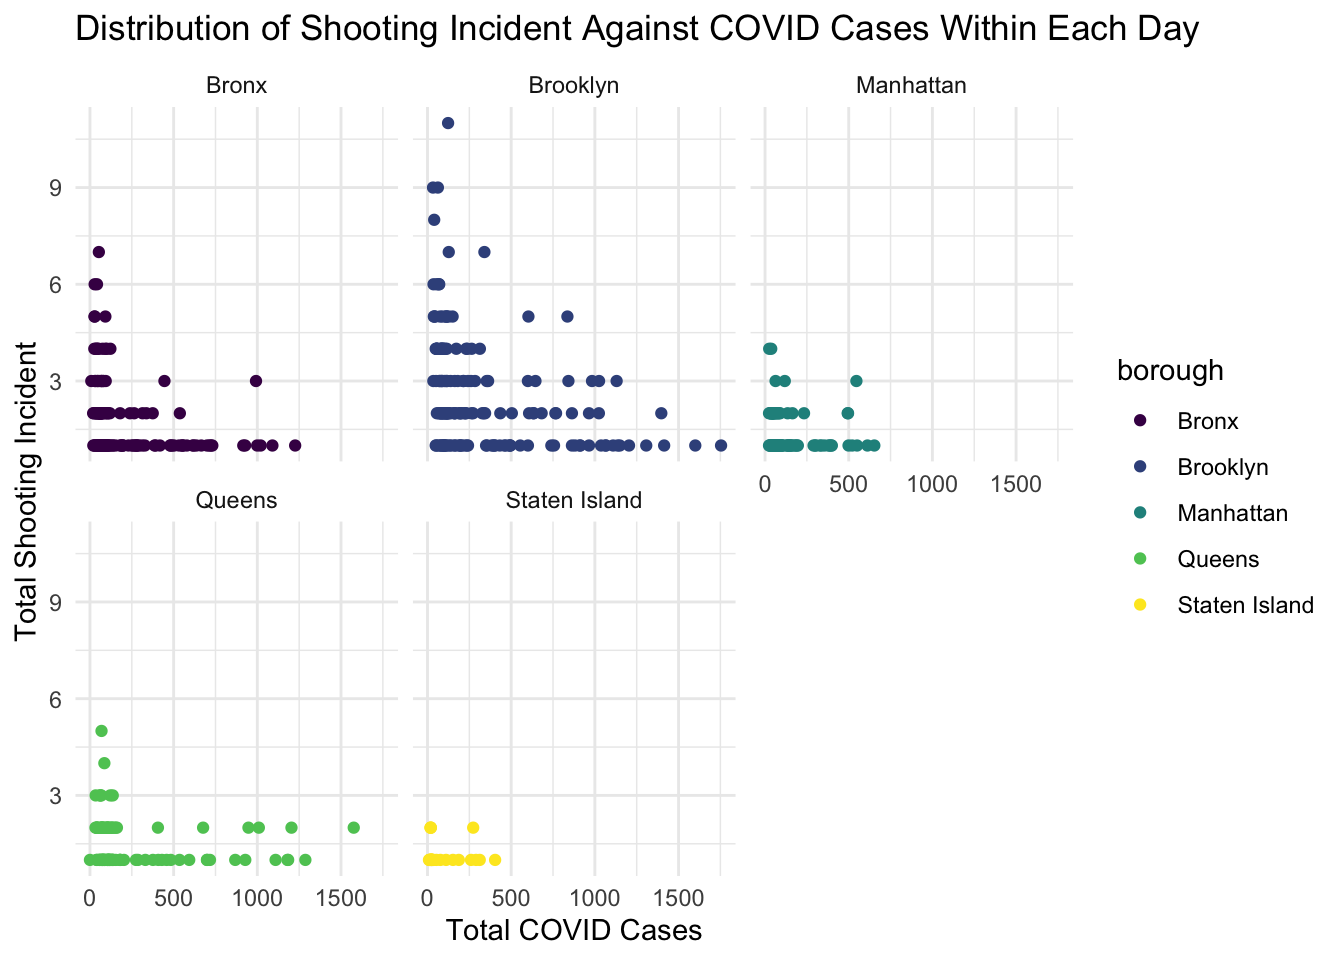 Distribution of Shooting Incident Against COVID Cases Within Each Day
Bronx
Brooklyn
Manhattan
9
6
3
0
500
1000
1500
Queens
Staten Island
9
6
3
0
500
1000
1500
0
500
1000
1500
Total Shooting Incident
Total COVID Cases
borough
Bronx
Brooklyn
Manhattan
Queens
Staten Island